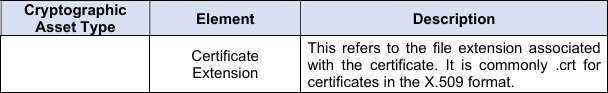 Cryptographic
Asset Type
Element
Description
Certificate
Extension
This refers to the file extension associated
with the certificate. It is commonly .crt for
certificates in the X.509 format.